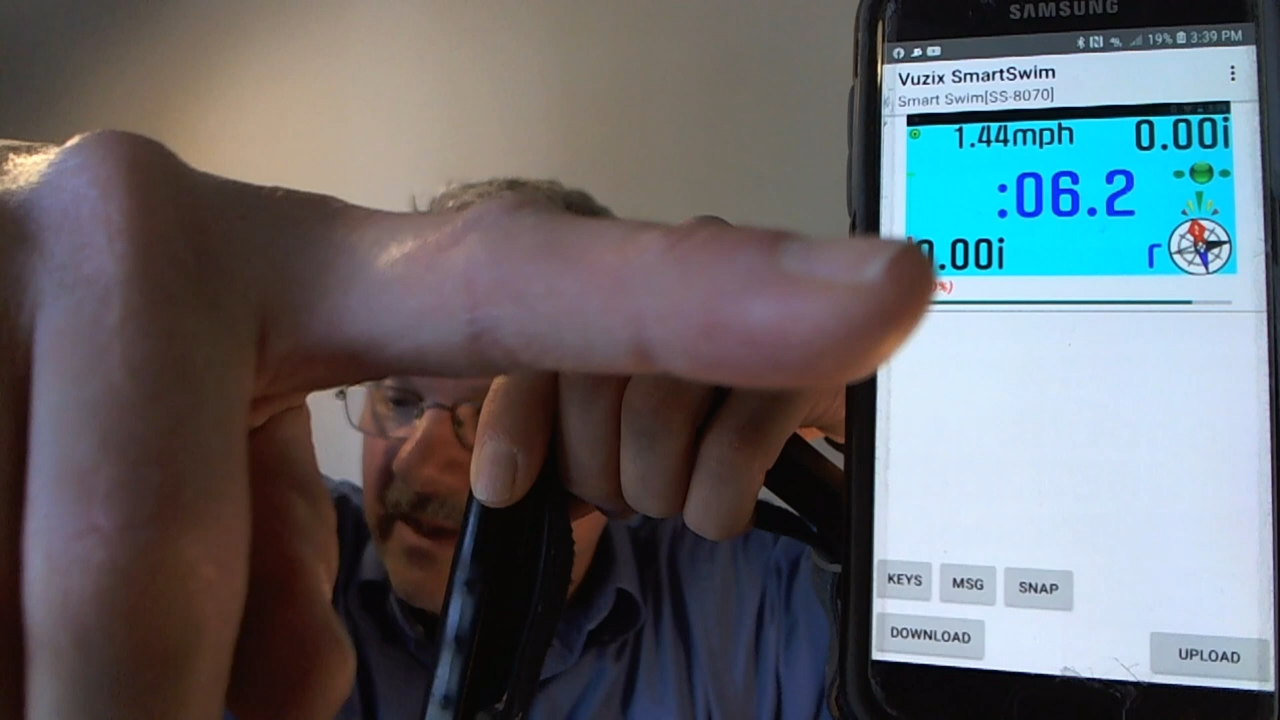 SAMSUNG
19% 3:39 PM
Vuzix SmartSwim
Smart Swim[SS-8070]
1.44mph 0.00i
:06.2
0.00i r
%)
KEYS MSG SNAP
DOWNLOAD UPLOAD